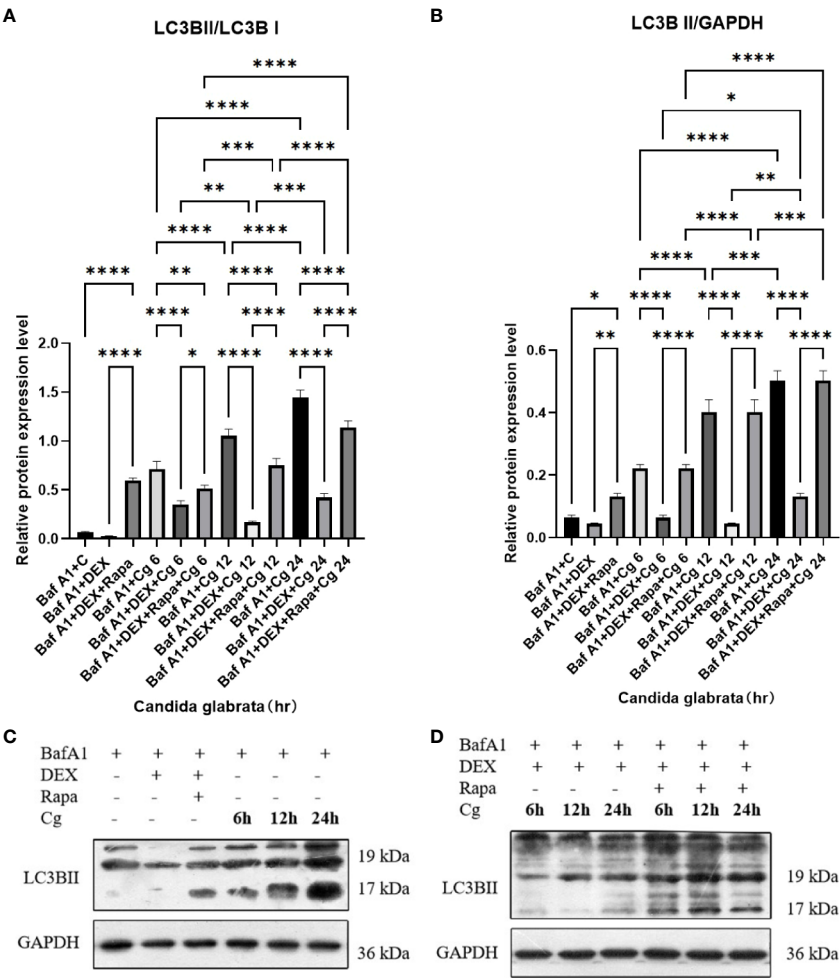 A
LC3BII/LC3B I
**** 
****
*** ****
** ***
**** ****
**** ** **** ****
**** **** ****
**** * **** ****
Relative protein expression level
2.0
1.5
1.0
0.5
0.0
Baf A1+C
Baf A1+DEX
Baf A1+DEX+Rapa
Baf A1+Cg 6
Baf A1+DEX+Cg 6
Baf A1+DEX+Rapa+Cg 6
Baf A1+Cg 12
Baf A1+DEX+Cg 12
Baf A1+DEX+Rapa+Cg 12
Baf A1+Cg 24
Baf A1+DEX+Cg 24
Baf A1+DEX+Rapa+Cg 24
Candida glabrata(hr)
B
LC3B II/GAPDH
****
*
****
**
**** ***
**** ***
* **** **** ****
** **** **** ****
Relative protein expression level
0.6
0.4
0.2
0.0
Baf A1+C
Baf A1+DEX
Baf A1+DEX+Rapa
Baf A1+Cg 6
Baf A1+DEX+Cg 6
Baf A1+DEX+Rapa+Cg 6
Baf A1+Cg 12
Baf A1+DEX+Cg 12
Baf A1+DEX+Rapa+Cg 12
Baf A1+Cg 24
Baf A1+DEX+Cg 24
Baf A1+DEX+Rapa+Cg 24
Candida glabrata(hr)
C
BafA1 + + + + + +
DEX - + + - - -
Rapa - - + - - -
Cg - - - 6h 12h 24h
19 kDa
LC3BII
17 kDa
GAPDH
36 kDa
D
BafA1 + + + + + +
DEX + + + + + +
Rapa + + +
Cg 6h 12h 24h 6h 12h 24h
19 kDa
LC3BII
17 kDa
GAPDH
36 kDa